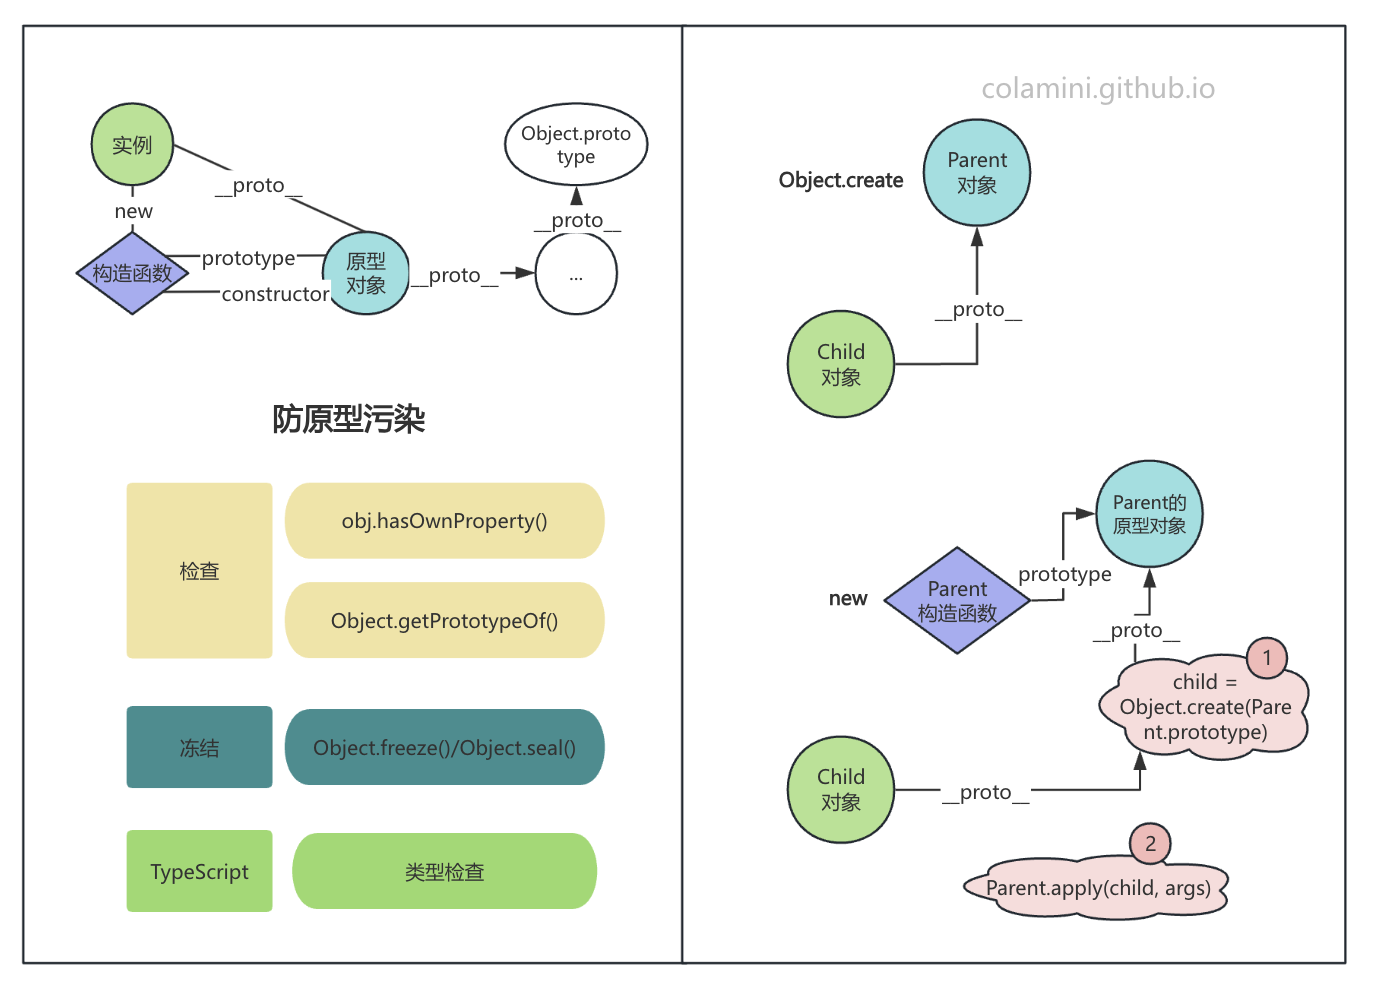 实例
__proto__
new
构造函数
prototype
constructor
原型
对象
__proto__
...
__proto__
Object.proto
type
防原型污染
检查
obj.hasOwnProperty()
Object.getPrototypeOf()
冻结
Object.freeze()/Object.seal()
TypeScript
类型检查
colamini.github.io
Object.create
Parent
对象
__proto__
Child
对象
new
Parent
构造函数
prototype
Parent的
原型对象
__proto__
1
child =
Object.create(Pare
nt.prototype)
Child
对象
__proto__
2
Parent.apply(child, args)